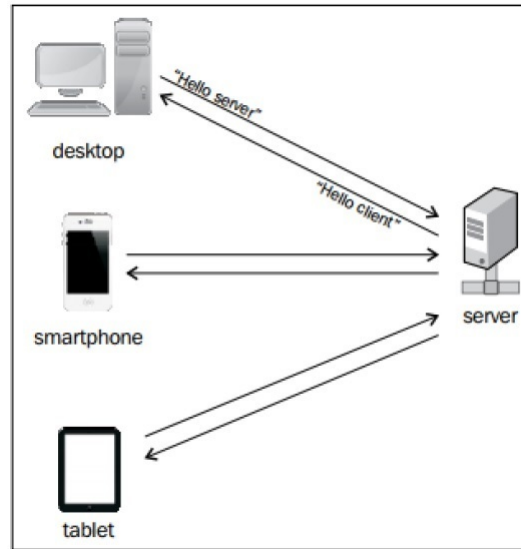 "Hello server"
desktop
"Hello client"
smartphone
server
tablet